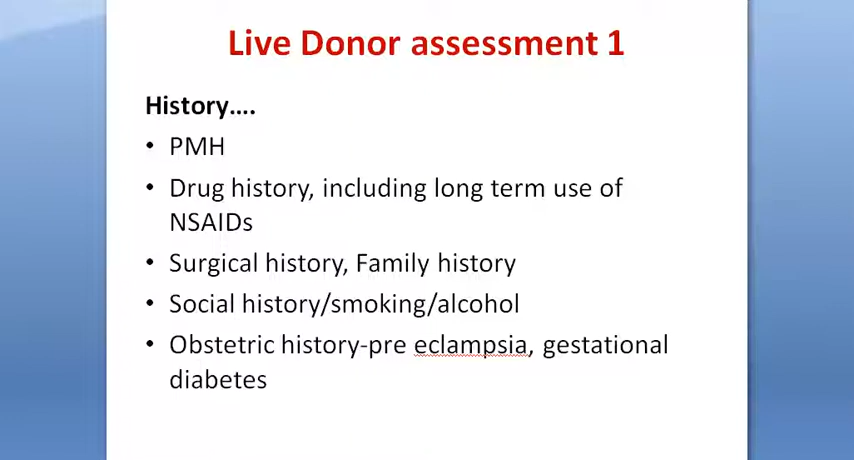 Live Donor assessment 1
History....
• PMH
• Drug history, including long term use of
NSAIDs
• Surgical history, Family history
• Social history/smoking/alcohol
• Obstetric history-pre eclampsia, gestational
diabetes